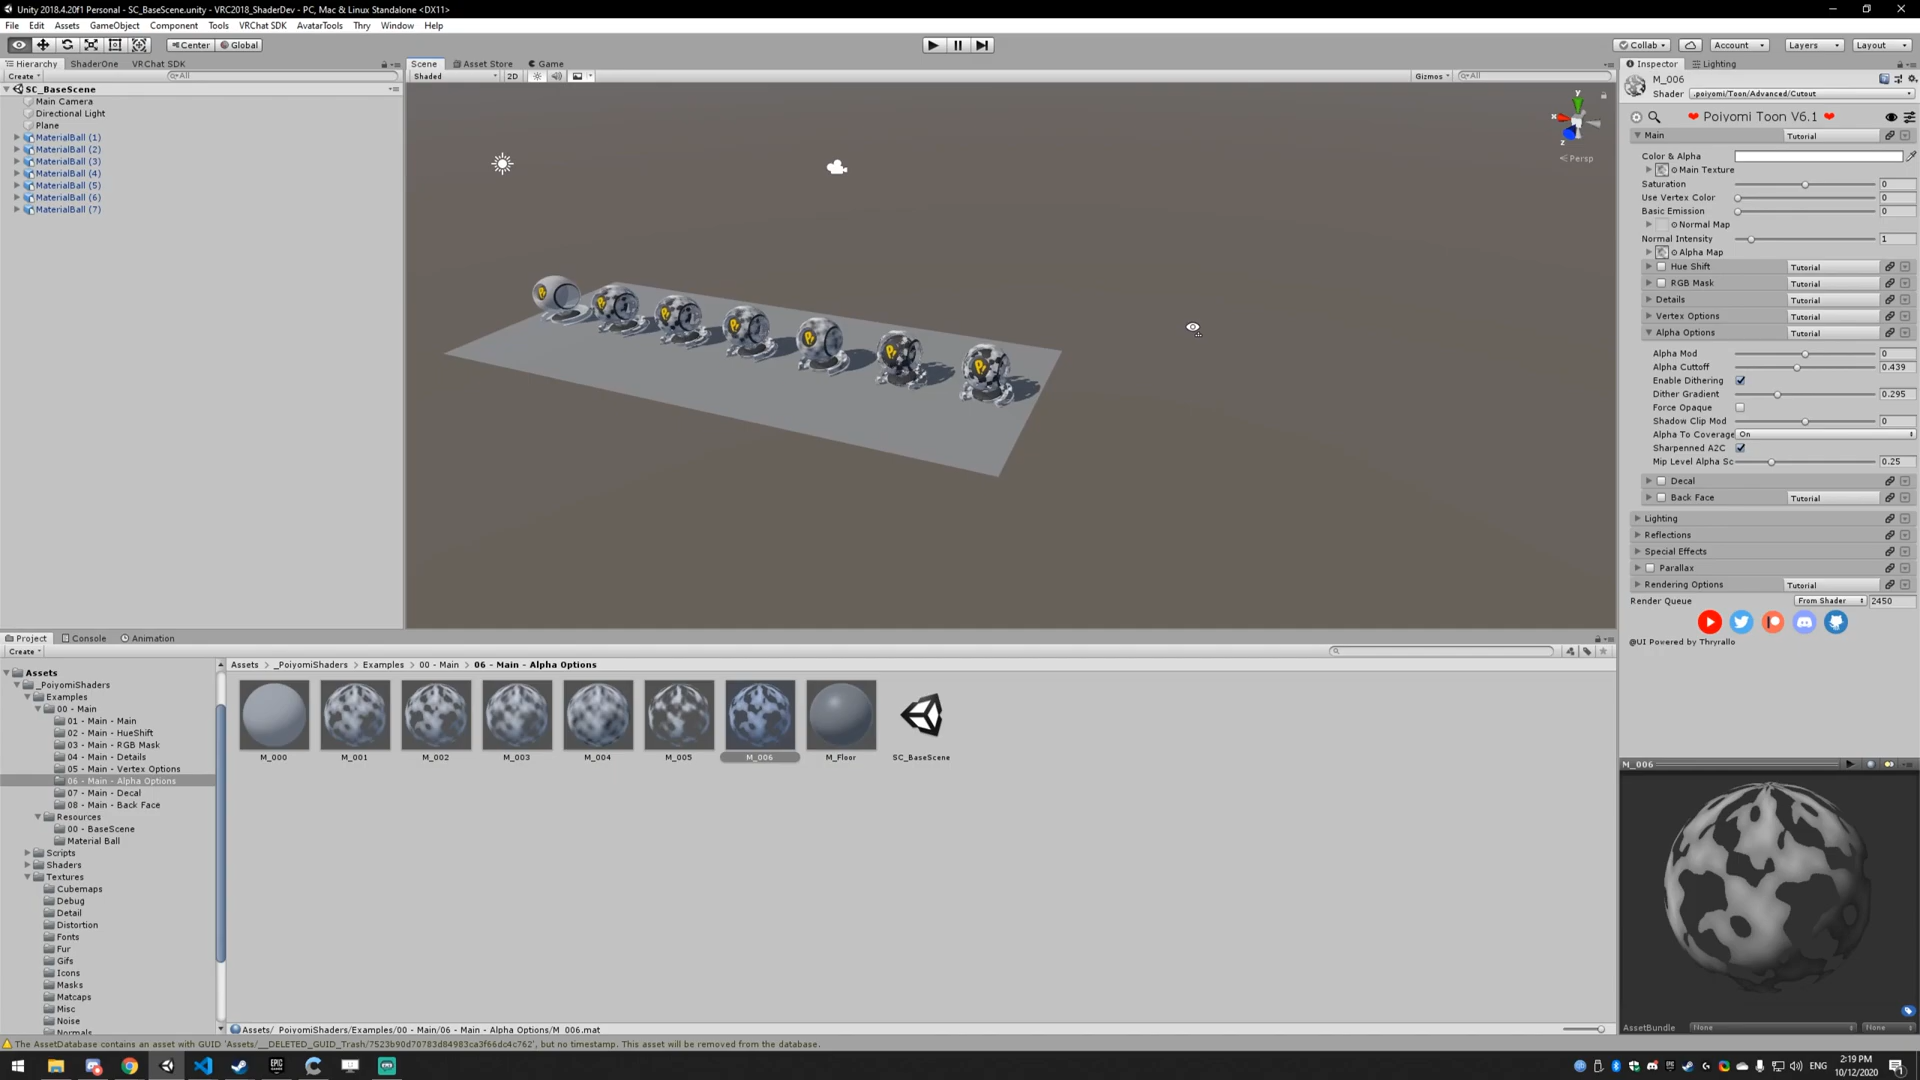 Unity 2018.4.20f1 Personal - SC_BaseScene.unity - VRC2018_ShaderDev - PC, Mac & Linux Standalone <DX11>
File Edit Assets GameObject Component Tools VRChat SDK AvatarTools Thry Window Help
Center Global Collab Account Layers Layout
Hierarchy ShaderOne VRChat SDK
Create All
SC_BaseScene
Main Camera
Directional Light
Plane
MaterialBall (1)
MaterialBall (2)
MaterialBall (3)
MaterialBall (4)
MaterialBall (5)
MaterialBall (6)
MaterialBall (7)
Scene Asset Store Game
Shaded 2D Gizmos All
y
x
z
Persp
Inspector Lighting
M_006
Shader .poiyomi/Toon/Advanced/Cutout
❤ Poiyomi Toon V6.1 ❤
Main Tutorial
Color & Alpha
Main Texture
Saturation 0
Use Vertex Color 0
Basic Emission 0
Normal Map
Normal Intensity 1
Alpha Map
Hue Shift Tutorial
RGB Mask Tutorial
Details Tutorial
Vertex Options Tutorial
Alpha Options Tutorial
Alpha Mod 0
Alpha Cuttoff 0.439
Enable Dithering
Dither Gradient 0.295
Force Opaque
Shadow Clip Mod 0
Alpha To Coverage On
Sharpenned A2C
Mip Level Alpha Sc 0.25
Decal
Back Face Tutorial
Lighting
Reflections
Special Effects
Parallax
Rendering Options Tutorial
Render Queue From Shader 2450
@UI Powered by Thryrallo
Project Console Animation
Create
Assets
_PoiyomiShaders
Examples
00 - Main
01 - Main - Main
02 - Main - HueShift
03 - Main - RGB Mask
04 - Main - Details
05 - Main - Vertex Options
06 - Main - Alpha Options
07 - Main - Decal
08 - Main - Back Face
Resources
00 - BaseScene
Material Ball
Scripts
Shaders
Textures
Cubemaps
Debug
Detail
Distortion
Fonts
Fur
Gifs
Icons
Masks
Matcaps
Misc
Noise
Normals
Assets _PoiyomiShaders Examples 00 - Main 06 - Main - Alpha Options
M_000 M_001 M_002 M_003 M_004 M_005 M_006 M_Floor SC_BaseScene
Assets/_PoiyomiShaders/Examples/00 - Main/06 - Main - Alpha Options/M_006.mat
M_006
AssetBundle None None
The AssetDatabase contains an asset with GUID 'Assets/__DELETED_GUID_Trash/7523b90d70783d84983ca3f66dc4c762', but no timestamp. This asset will be removed from the database.
ENG 2:19 PM
10/12/2020